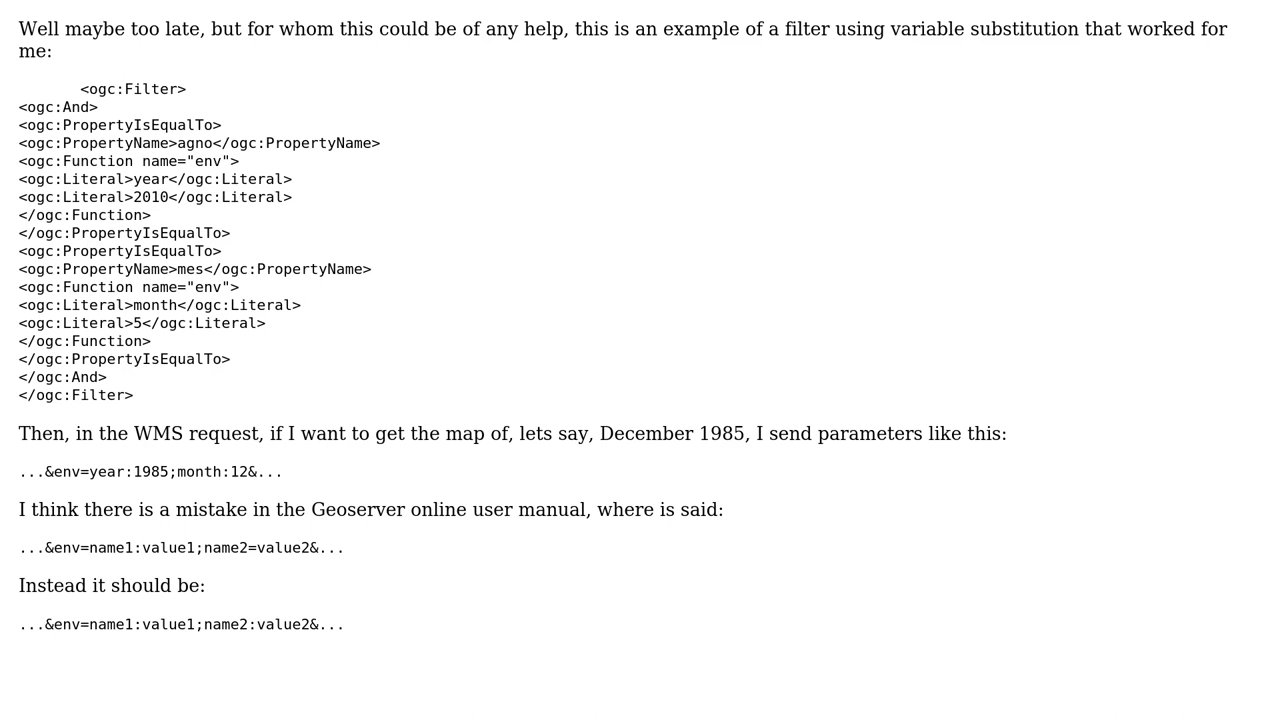 Well maybe too late, but for whom this could be of any help, this is an example of a filter using variable substitution that worked for
me:
<ogc:Filter>
<ogc:And>
<ogc:PropertyIsEqualTo>
<ogc:PropertyName>agno</ogc:PropertyName>
<ogc:Function name="env">
<ogc:Literal>year</ogc:Literal>
<ogc:Literal>2010</ogc:Literal>
</ogc:Function>
</ogc:PropertyIsEqualTo>
<ogc:PropertyIsEqualTo>
<ogc:PropertyName>mes</ogc:PropertyName>
<ogc:Function name="env">
<ogc:Literal>month</ogc:Literal>
<ogc:Literal>5</ogc:Literal>
</ogc:Function>
</ogc:PropertyIsEqualTo>
</ogc:And>
</ogc:Filter>
Then, in the WMS request, if I want to get the map of, lets say, December 1985, I send parameters like this:
...&env=year:1985;month:12&...
I think there is a mistake in the Geoserver online user manual, where is said:
...&env=name1:value1;name2=value2&...
Instead it should be:
...&env=name1:value1;name2:value2&...